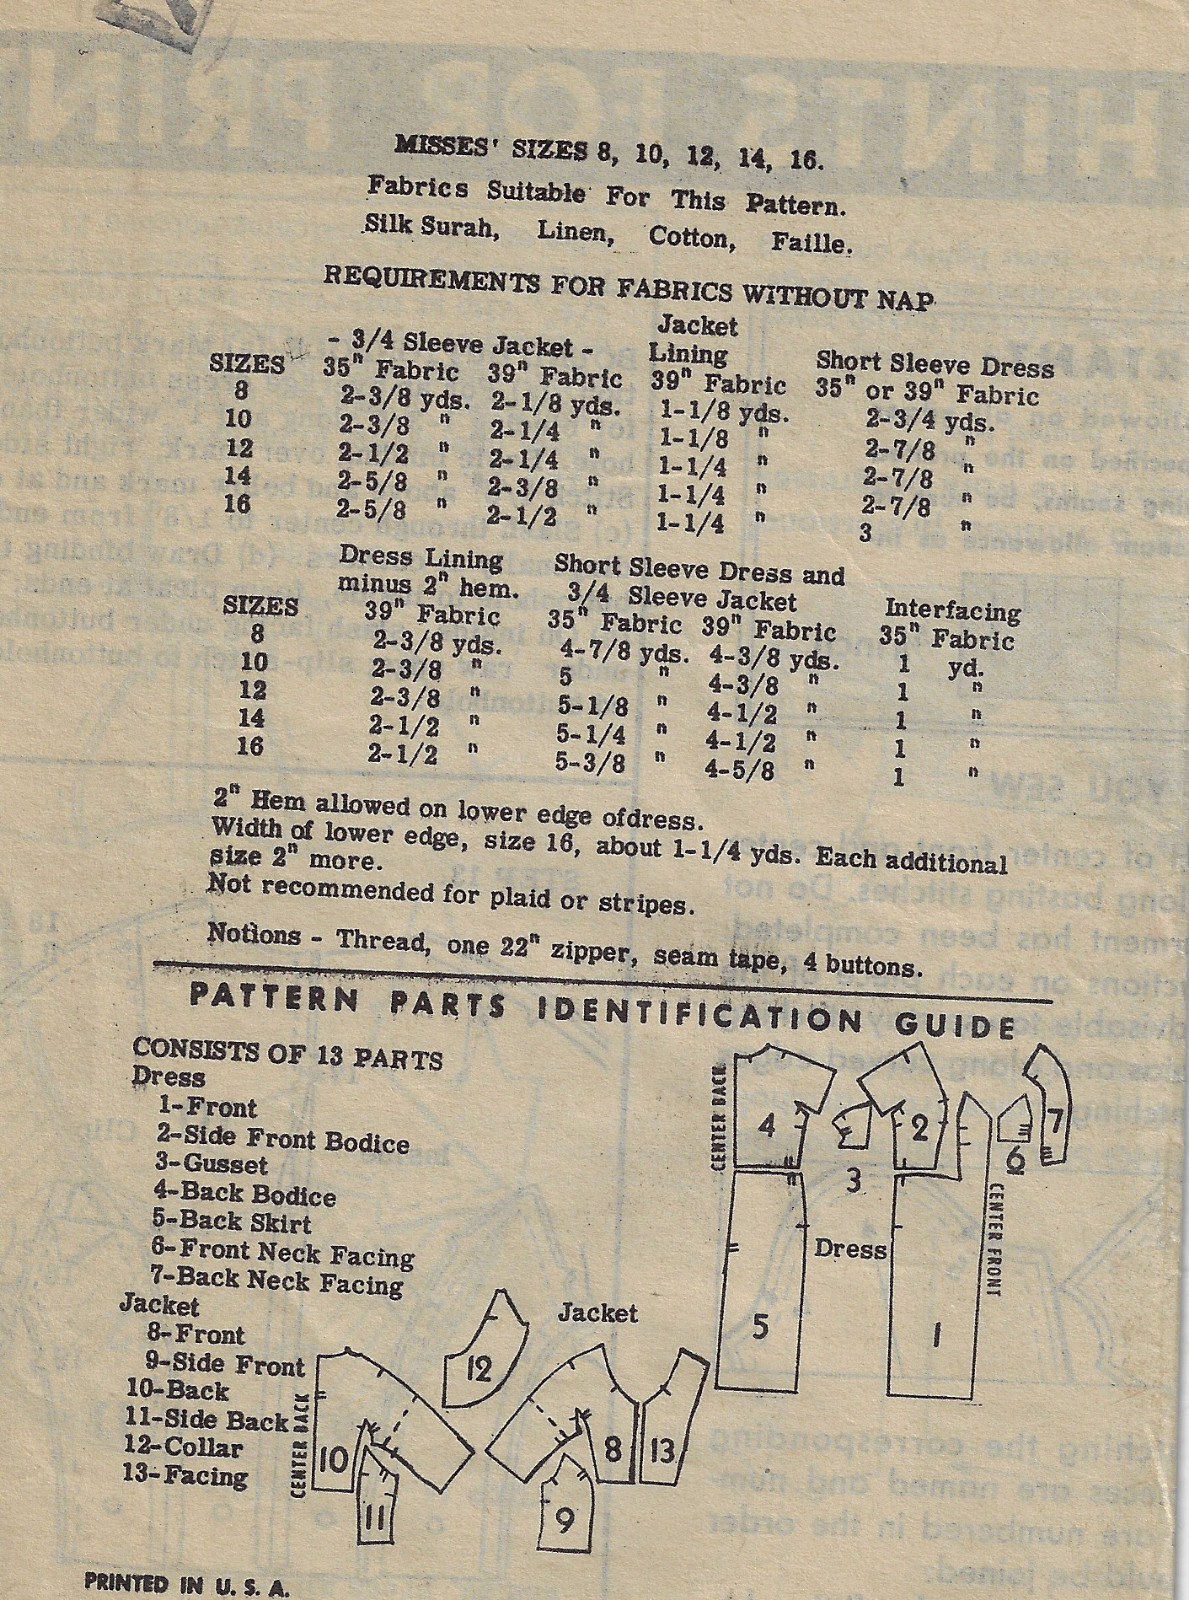 MISSES' SIZES 8, 10, 12, 14, 16.
Fabrics Suitable For This Pattern.
Silk Surah, Linen, Cotton, Faille.
REQUIREMENTS FOR FABRICS WITHOUT NAP
- 3/4 Sleeve Jacket - Jacket Lining Short Sleeve Dress
SIZES 35" Fabric 39" Fabric 39" Fabric 35" or 39" Fabric
8 2-3/8 yds. 2-1/8 yds. 1-1/8 yds. 2-3/4 yds.
10 2-3/8 " 2-1/4 " 1-1/8 " 2-7/8 "
12 2-1/2 " 2-1/4 " 1-1/4 " 2-7/8 "
14 2-5/8 " 2-3/8 " 1-1/4 " 2-7/8 "
16 2-5/8 " 2-1/2 " 1-1/4 " 3 "
Dress Lining Short Sleeve Dress and
minus 2" hem. 3/4 Sleeve Jacket Interfacing
SIZES 39" Fabric 35" Fabric 39" Fabric 35" Fabric
8 2-3/8 yds. 4-7/8 yds. 4-3/8 yds. 1 yd.
10 2-3/8 " 5 " 4-3/8 " 1 "
12 2-3/8 " 5-1/8 " 4-1/2 " 1 "
14 2-1/2 " 5-1/4 " 4-1/2 " 1 "
16 2-1/2 " 5-3/8 " 4-5/8 " 1 "
2" Hem allowed on lower edge ofdress.
Width of lower edge, size 16, about 1-1/4 yds. Each additional
size 2" more.
Not recommended for plaid or stripes.
Notions - Thread, one 22" zipper, seam tape, 4 buttons.
PATTERN PARTS IDENTIFICATION GUIDE
CONSISTS OF 13 PARTS
Dress
1-Front
2-Side Front Bodice
3-Gusset
4-Back Bodice
5-Back Skirt
6-Front Neck Facing
7-Back Neck Facing
Jacket
8-Front
9-Side Front
10-Back
11-Side Back
12-Collar
13-Facing
CENTER BACK
4
3
2
6
7
CENTER FRONT
Dress
5
1
Jacket
12
CENTER BACK
10
11
9
8
13
PRINTED IN U. S. A.